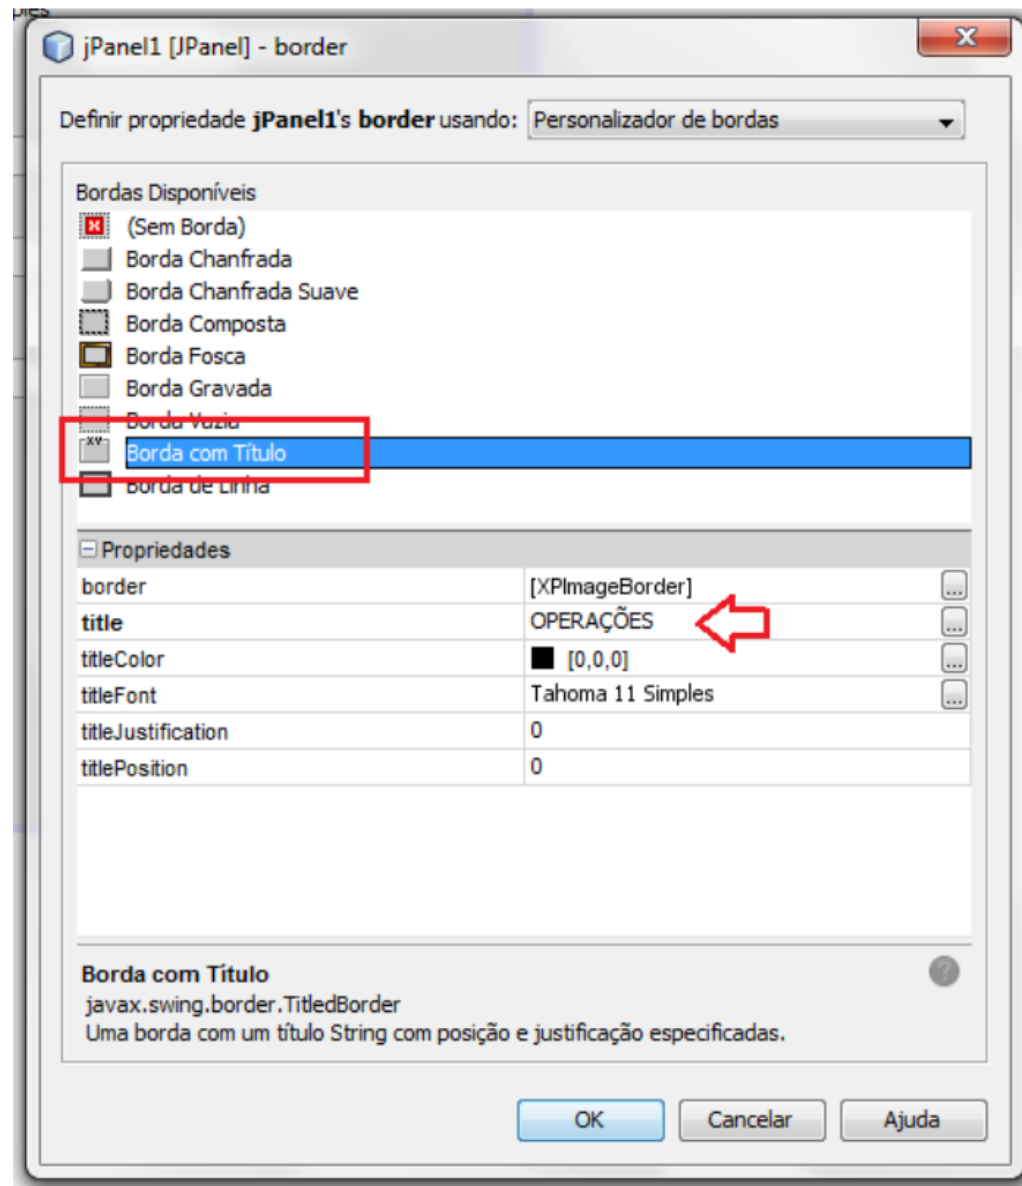 ples
jPanel1 [JPanel] - border
Definir propriedade jPanel1's border usando: Personalizador de bordas
Bordas Disponíveis
(Sem Borda)
Borda Chanfrada
Borda Chanfrada Suave
Borda Composta
Borda Fosca
Borda Gravada
Borda Vazia
XY Borda com Título
Borda de Linha
Propriedades
border [XPImageBorder] ...
title OPERAÇÕES ...
titleColor [0,0,0] ...
titleFont Tahoma 11 Simples ...
titleJustification 0
titlePosition 0
Borda com Título
javax.swing.border.TitledBorder
Uma borda com um título String com posição e justificação especificadas.
OK Cancelar Ajuda